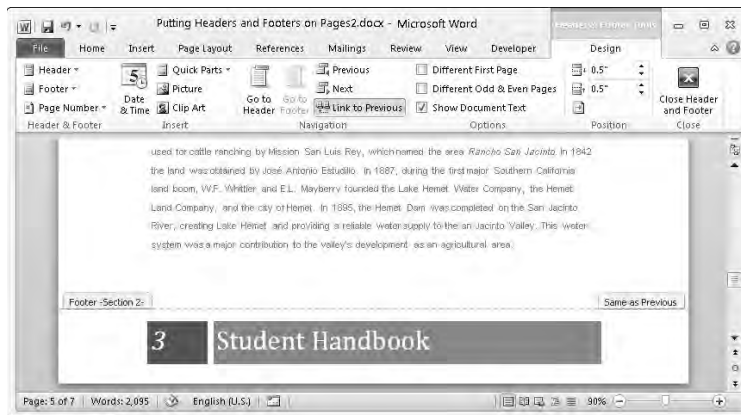 Putting Headers and Footers on Pages2.docx - Microsoft Word
File Home Insert Page Layout References Mailings Review View Developer Design
Header
Footer
Page Number
Header & Footer
5
Date & Time
Quick Parts
Picture
Clip Art
Insert
Go to Header
Go to Footer
Previous
Next
Link to Previous
Navigation
Different First Page
Different Odd & Even Pages
Show Document Text
Options
0.5"
0.5"
Position
Close Header and Footer
Close
used for cattle ranching by Mission San Luis Rey, which named the area Rancho San Jacinto. In 1842
the land was obtained by José Antonio Estudillo. In 1887, during the first major Southern California
land boom, W.F. Whittier and E.L. Mayberry founded the Lake Hemet Water Company, the Hemet
Land Company, and the city of Hemet. In 1895, the Hemet Dam was completed on the San Jacinto
River, creating Lake Hemet and providing a reliable water supply to the an Jacinto Valley. This water
system was a major contribution to the valley's development as an agricultural area.
Footer -Section 2-
Same as Previous
3 Student Handbook
Page: 5 of 7 Words: 2,095 English (U.S.) 90%